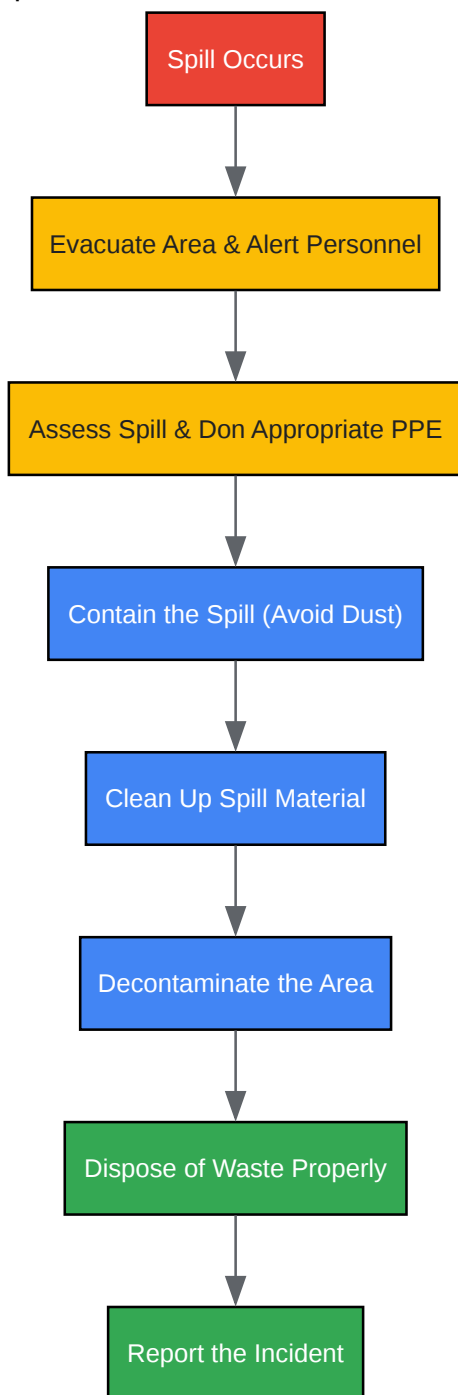 Spill Occurs
Evacuate Area & Alert Personnel
Assess Spill & Don Appropriate PPE
Contain the Spill (Avoid Dust)
Clean Up Spill Material
Decontaminate the Area
Dispose of Waste Properly
Report the Incident